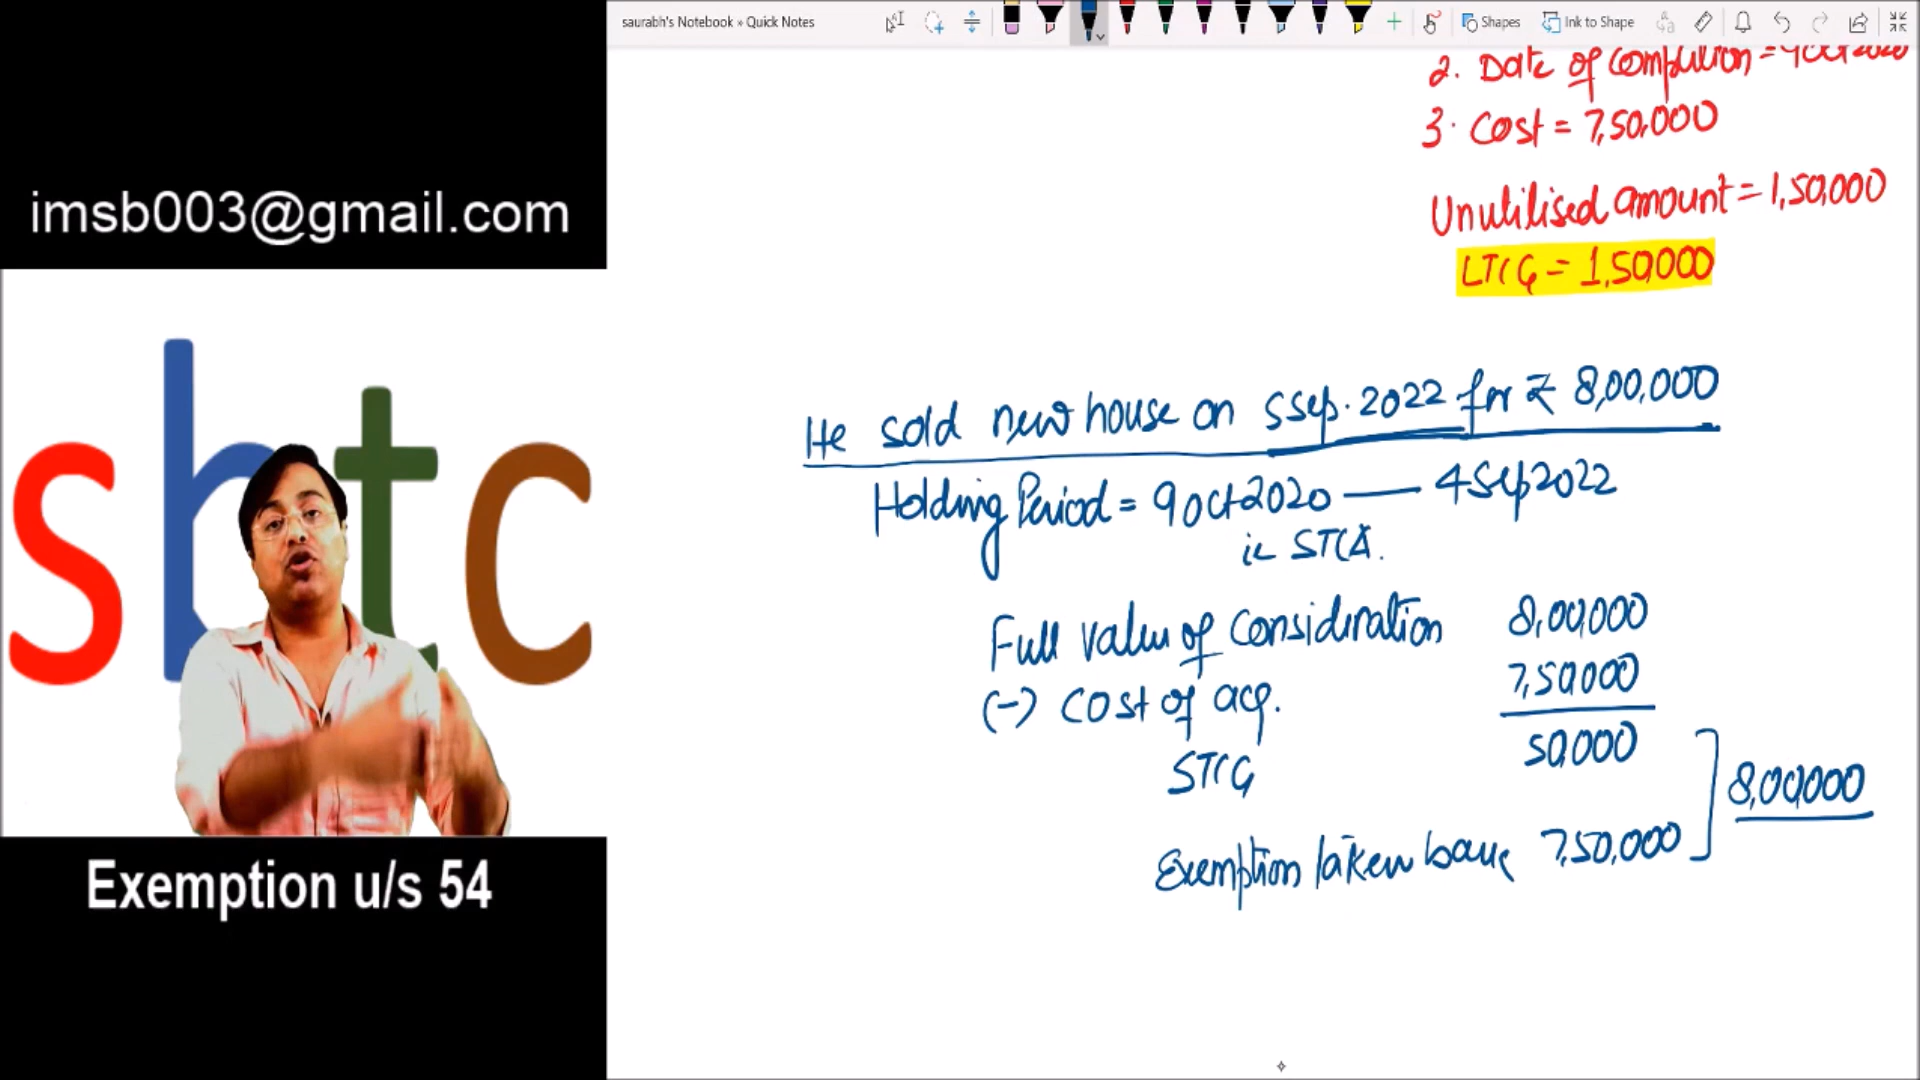 saurabh's Notebook » Quick Notes
Shapes
Ink to Shape
2. Date of completion = 9 Oct 2020
3. Cost = 7,50,000
Unutilised amount = 1,50,000
LTCG = 1,50,000
imsb003@gmail.com
sbtc
He sold new house on 5 Sep. 2022 for ₹ 8,00,000
Holding Period = 9 Oct 2020 — 4 Sep 2022
ie STCA.
Full value of consideration 8,00,000
(-) Cost of acq. 7,50,000
STCG 50,000
8,00,000
Exemption taken back 7,50,000
Exemption u/s 54